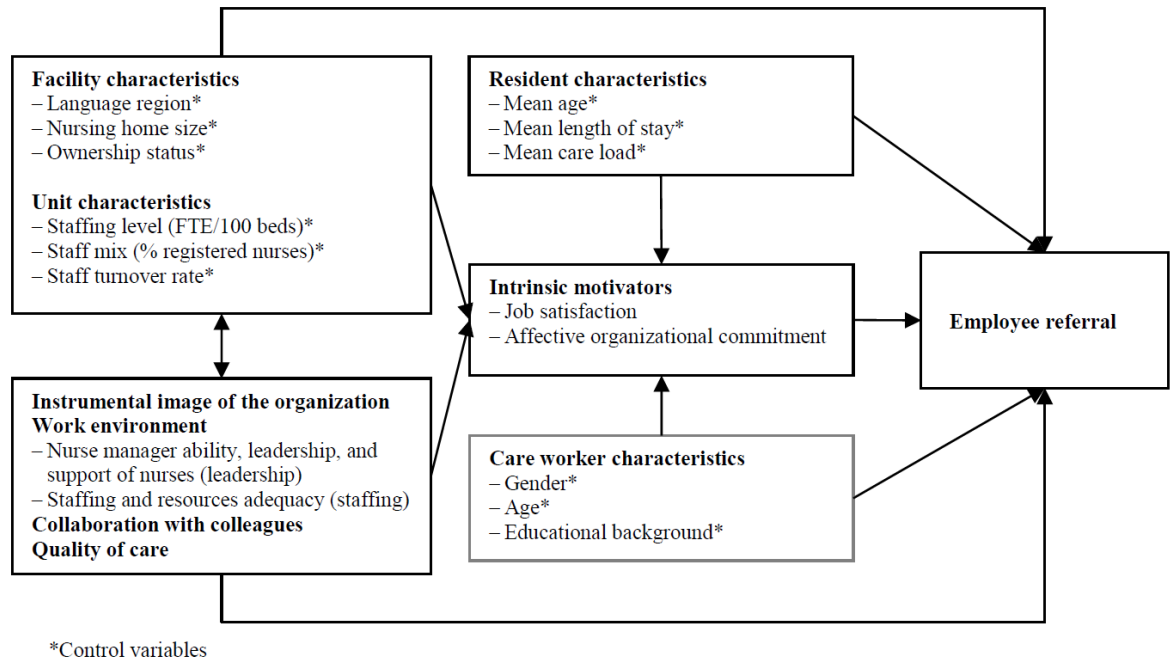 Facility characteristics
– Language region*
– Nursing home size*
– Ownership status*
Unit characteristics
– Staffing level (FTE/100 beds)*
– Staff mix (% registered nurses)*
– Staff turnover rate*
Instrumental image of the organization
Work environment
– Nurse manager ability, leadership, and
support of nurses (leadership)
– Staffing and resources adequacy (staffing)
Collaboration with colleagues
Quality of care
Resident characteristics
– Mean age*
– Mean length of stay*
– Mean care load*
Intrinsic motivators
– Job satisfaction
– Affective organizational commitment
Care worker characteristics
– Gender*
– Age*
– Educational background*
Employee referral
*Control variables